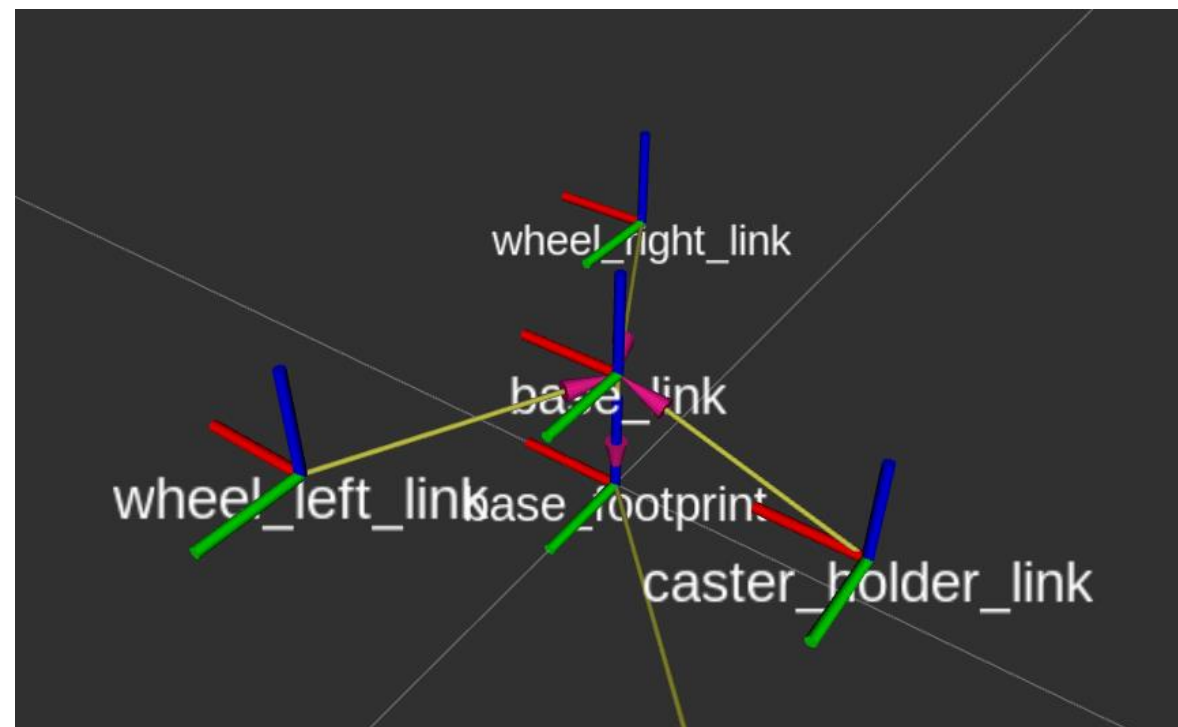 wheel_right_link
base_link
wheel_left_link
base_footprint
caster_holder_link